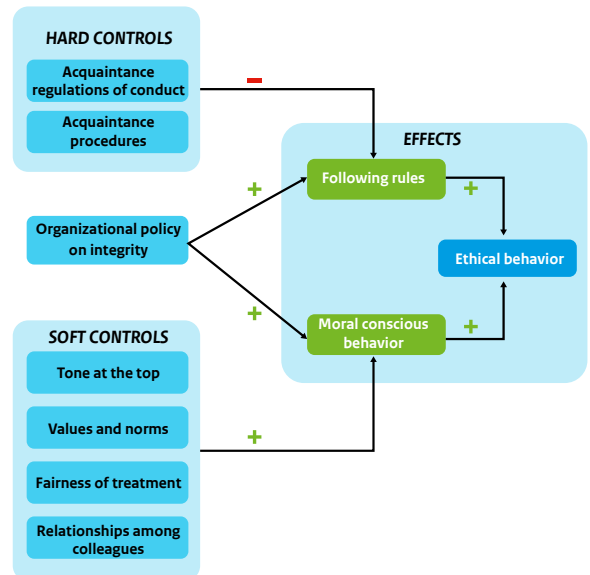 HARD CONTROLS
Acquaintance
regulations of conduct
Acquaintance
procedures
−
EFFECTS
Following rules
+
+
Organizational policy
on integrity
Ethical behavior
+
Moral conscious
behavior
+
SOFT CONTROLS
Tone at the top
Values and norms
+
Fairness of treatment
Relationships among
colleagues